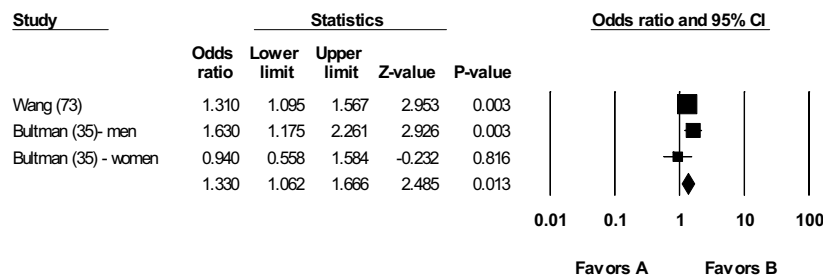 Study Statistics Odds ratio and 95% CI
Odds Lower Upper
ratio limit limit Z-value P-value
Wang (73) 1.310 1.095 1.567 2.953 0.003
Bultman (35)- men 1.630 1.175 2.261 2.926 0.003
Bultman (35) - women 0.940 0.558 1.584 -0.232 0.816
1.330 1.062 1.666 2.485 0.013
0.01 0.1 1 10 100
Favors A Favors B